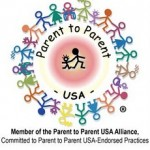 Parent to Parent
- USA -
®
Member of the Parent to Parent USA Alliance,
Committed to Parent to Parent USA-Endorsed Practices